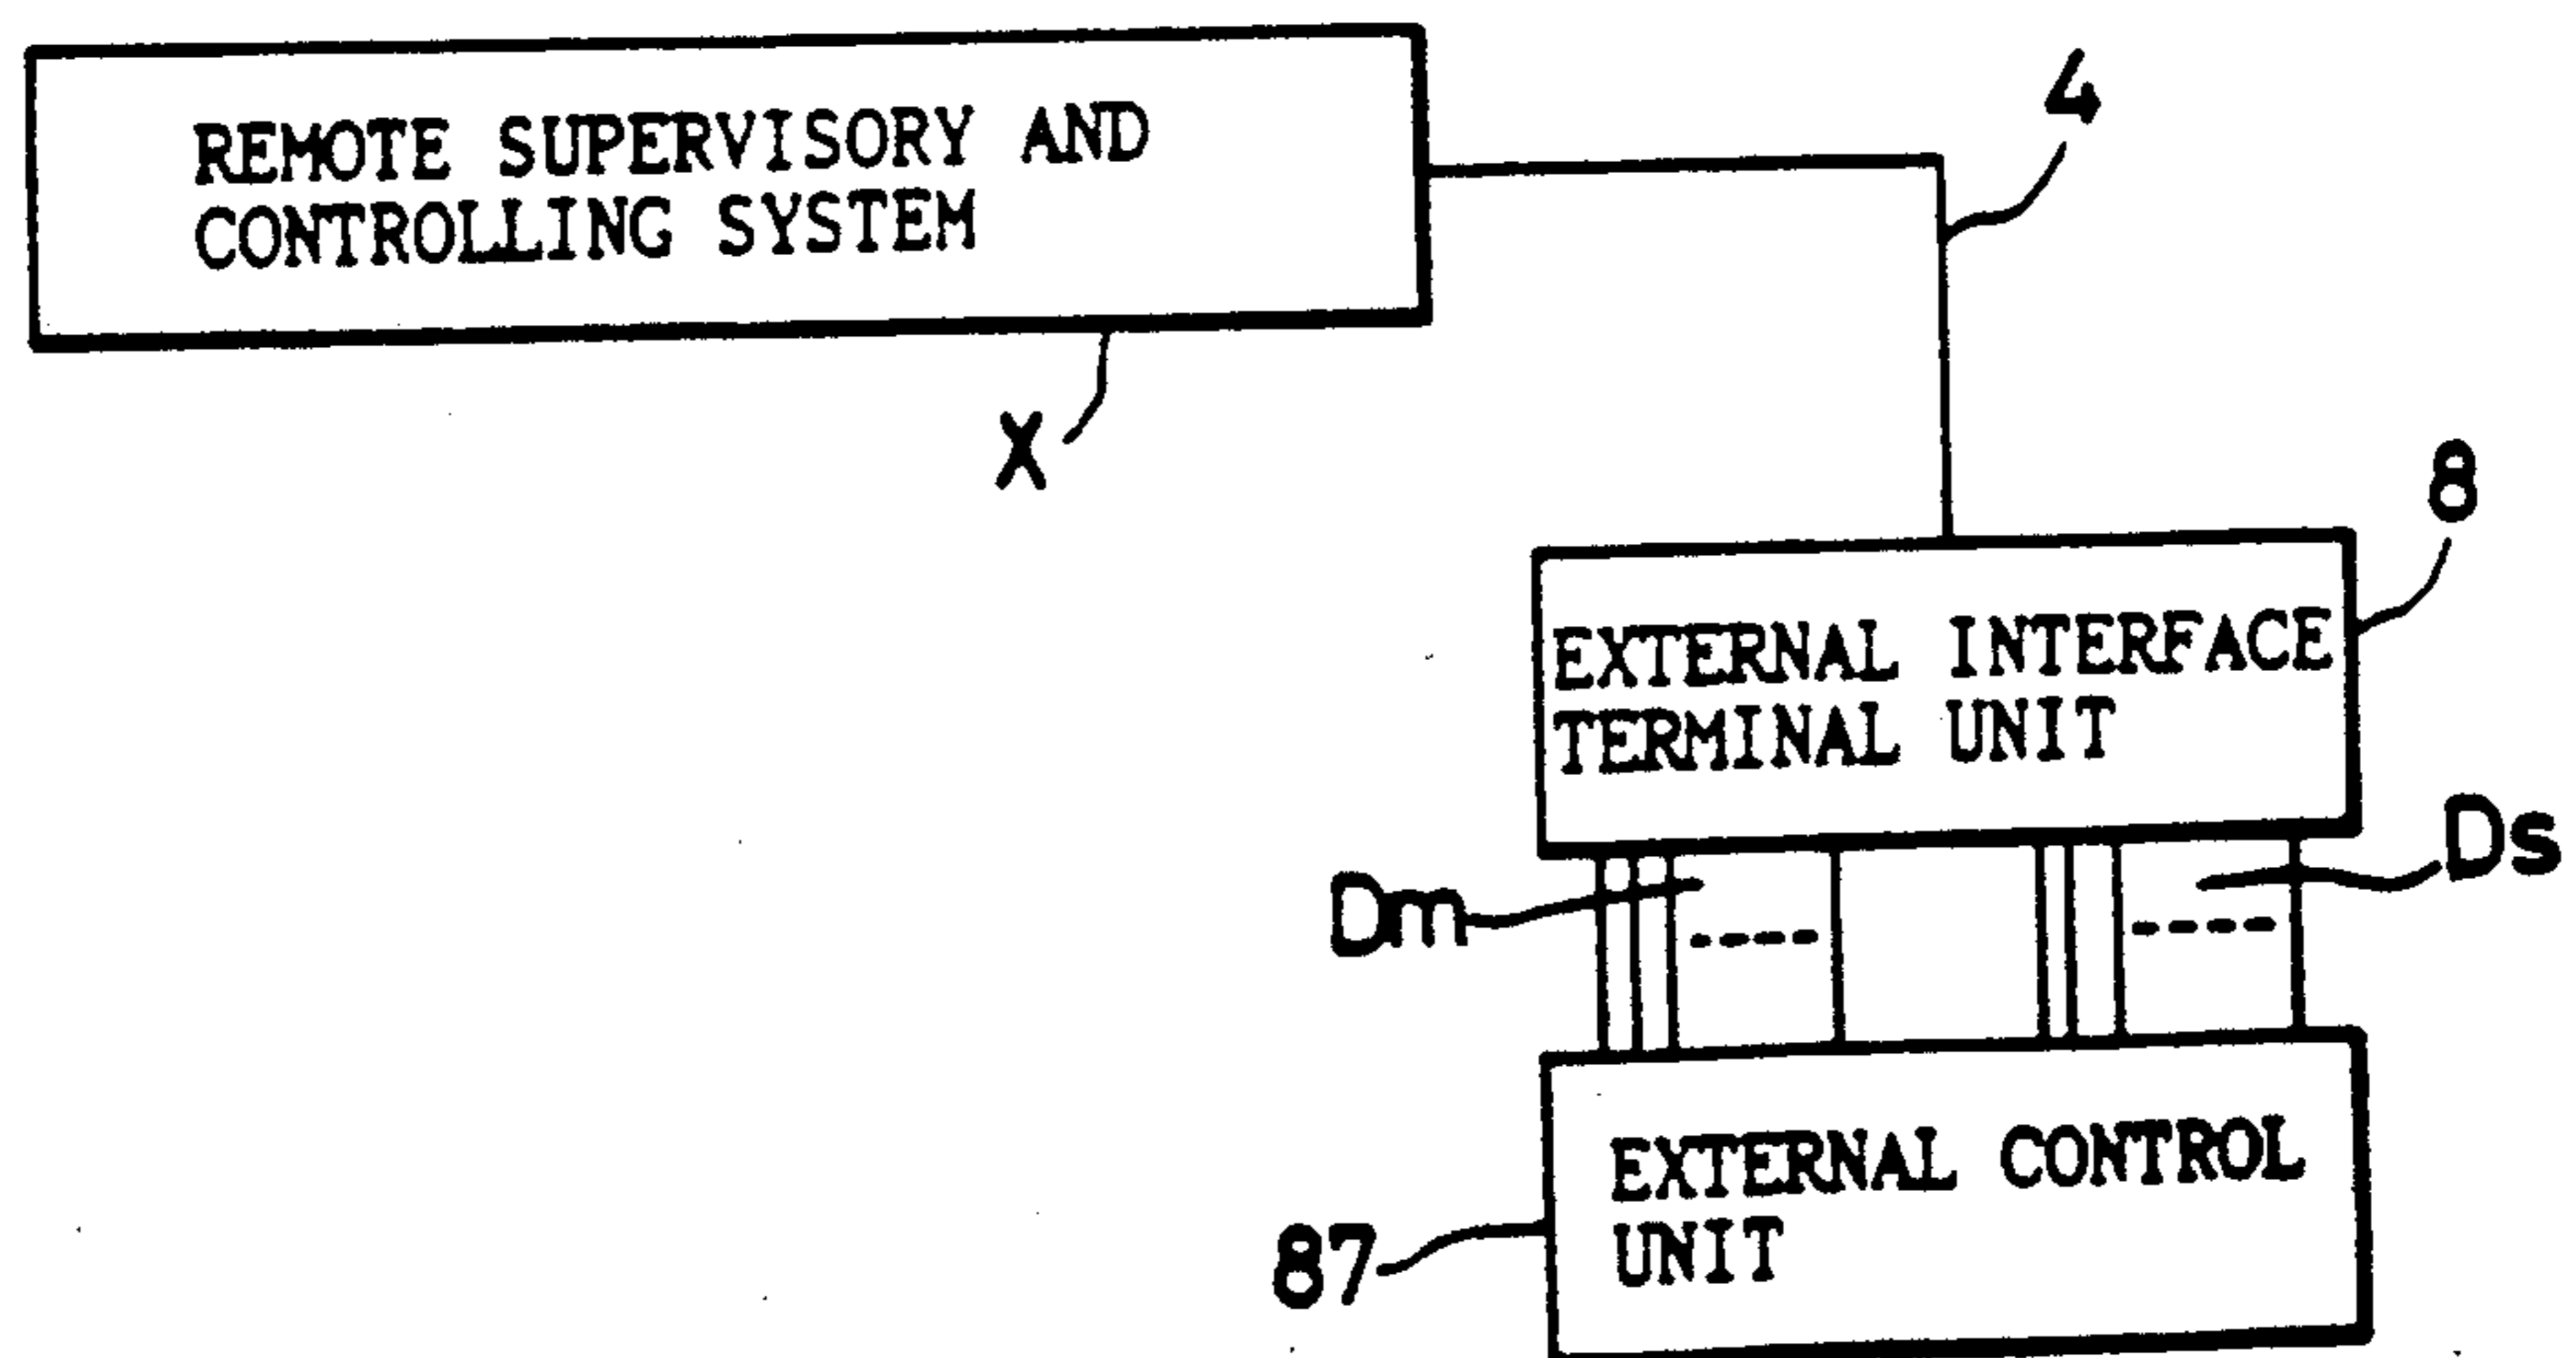 REMOTE SUPERVISORY AND
CONTROLLING SYSTEM
4
X
8
EXTERNAL INTERFACE
TERMINAL UNIT
Dm
Ds
EXTERNAL CONTROL
UNIT
87